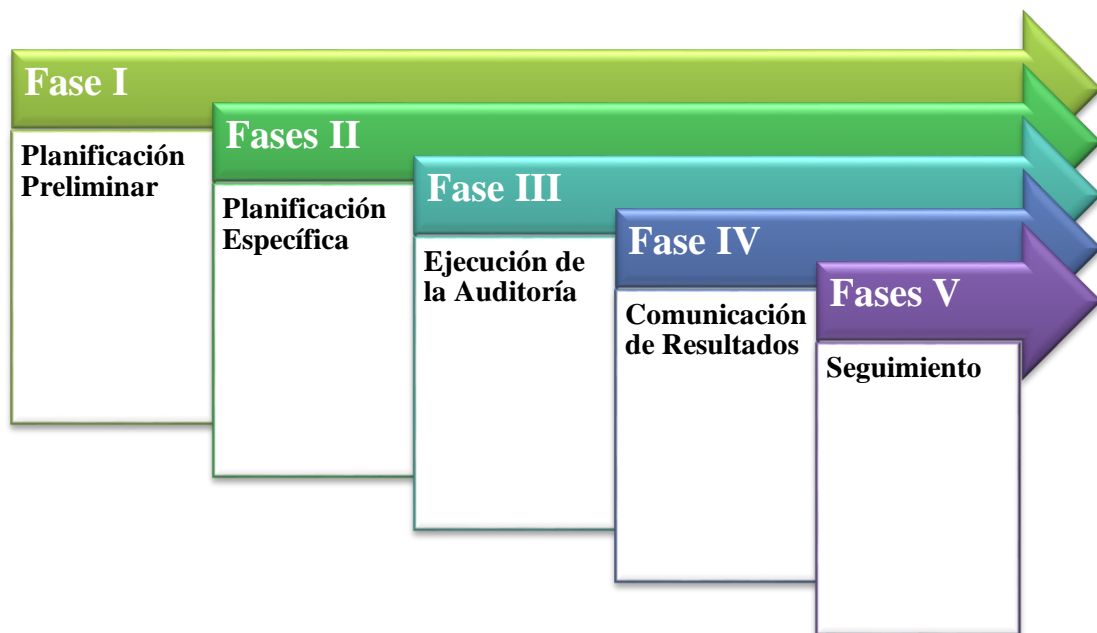 Fase I
Planificación
Preliminar
Fases II
Planificación
Específica
Fase III
Ejecución de
la Auditoría
Fase IV
Comunicación
de Resultados
Fases V
Seguimiento